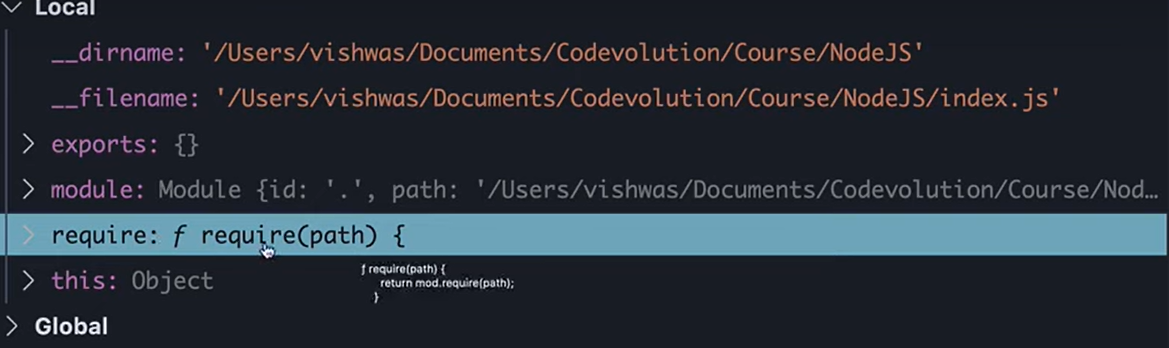 Local
__dirname: '/Users/vishwas/Documents/Codevolution/Course/NodeJS'
__filename: '/Users/vishwas/Documents/Codevolution/Course/NodeJS/index.js'
exports: {}
module: Module {id: '.', path: '/Users/vishwas/Documents/Codevolution/Course/Nod…
require: ƒ require(path) {
this: Object
ƒ require(path) {
return mod.require(path);
}
Global